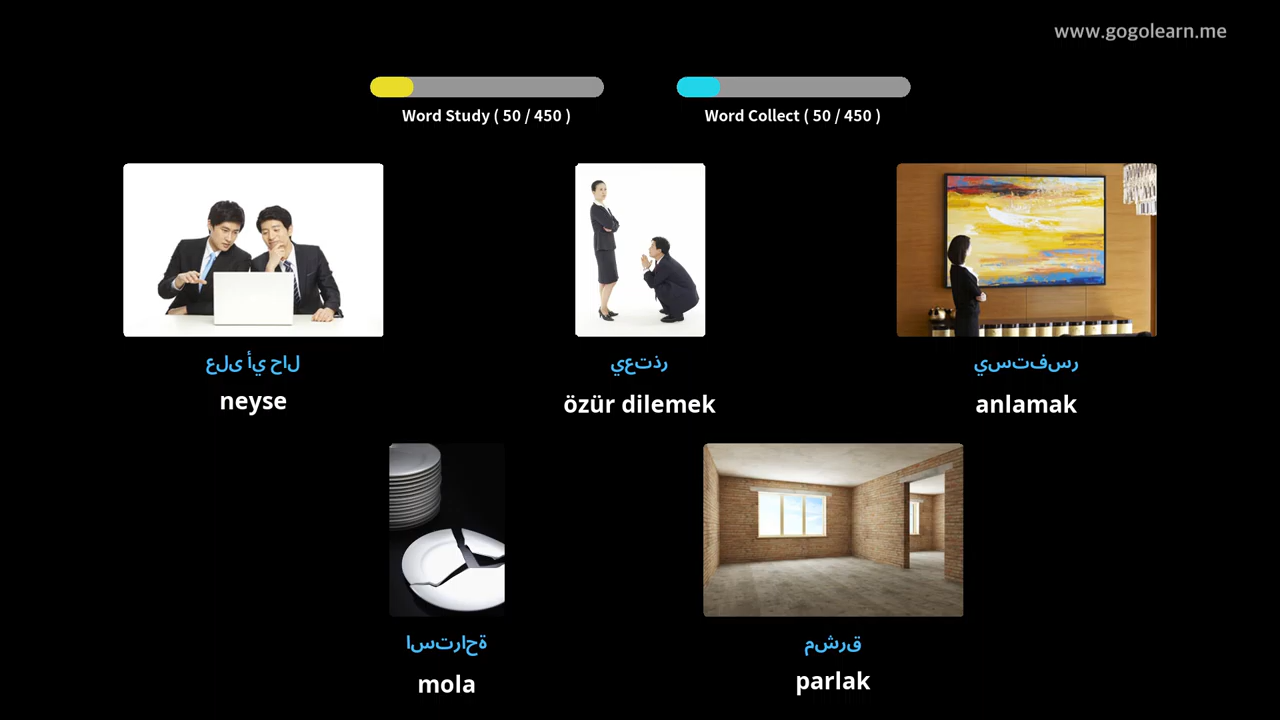 www.gogolearn.me
Word Study ( 50 / 450 )
Word Collect ( 50 / 450 )
على أي حال
neyse
يعتذر
özür dilemek
يستفسر
anlamak
استراحة
mola
مشرق
parlak